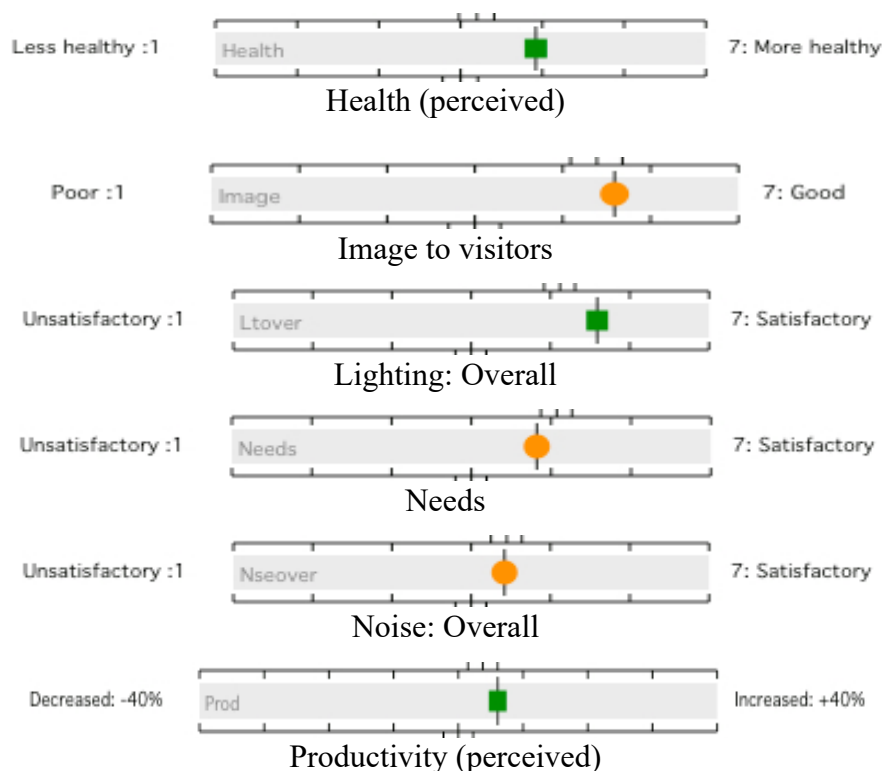 Less healthy :1 Health 7: More healthy
Health (perceived)
Poor :1 Image 7: Good
Image to visitors
Unsatisfactory :1 Ltover 7: Satisfactory
Lighting: Overall
Unsatisfactory :1 Needs 7: Satisfactory
Needs
Unsatisfactory :1 Nseover 7: Satisfactory
Noise: Overall
Decreased: -40% Prod Increased: +40%
Productivity (perceived)